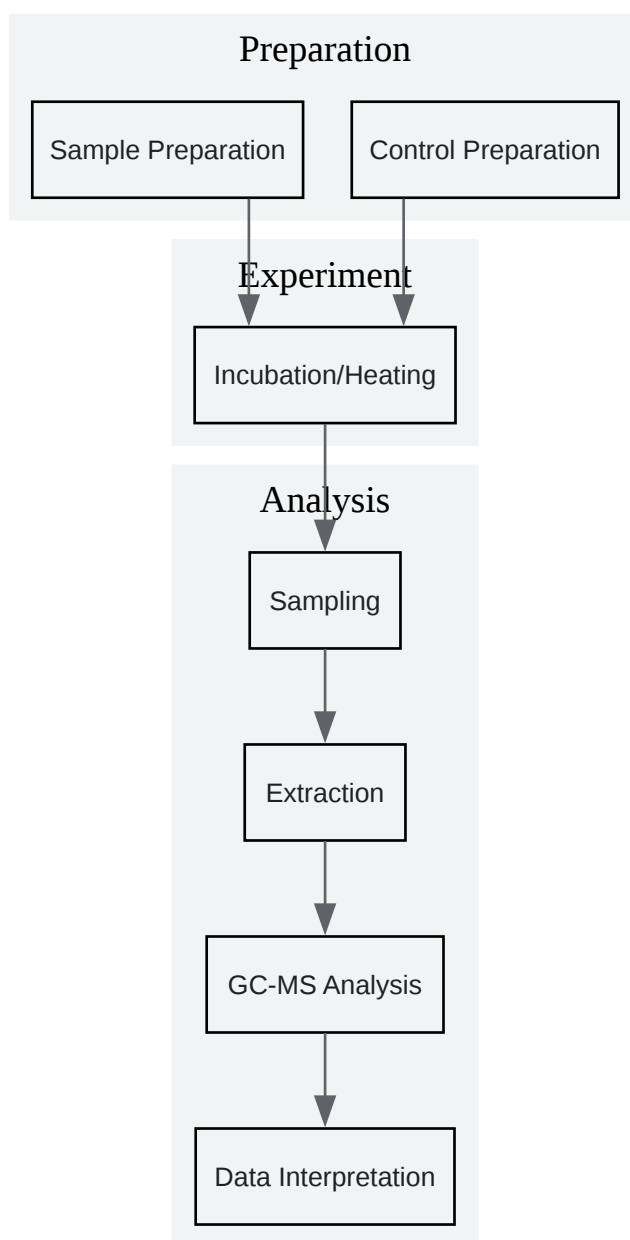 Preparation
Sample Preparation
Control Preparation
Experiment
Incubation/Heating
Analysis
Sampling
Extraction
GC-MS Analysis
Data Interpretation